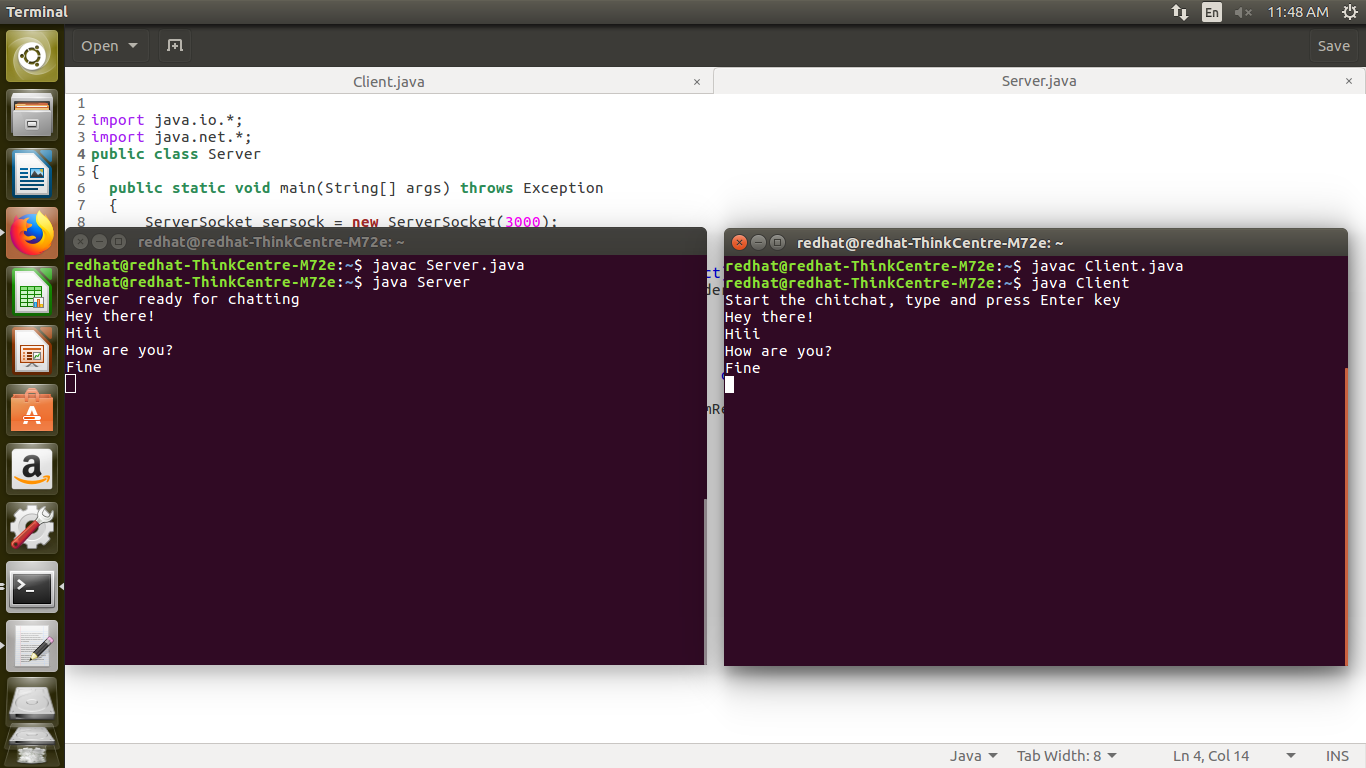 Terminal
En
11:48 AM
Open
Save
Client.java ×
Server.java ×
1
2 import java.io.*;
3 import java.net.*;
4 public class Server
5 {
6 public static void main(String[] args) throws Exception
7 {
8 ServerSocket sersock = new ServerSocket(3000);
redhat@redhat-ThinkCentre-M72e: ~
redhat@redhat-ThinkCentre-M72e:~$ javac Server.java
redhat@redhat-ThinkCentre-M72e:~$ java Server
Server  ready for chatting
Hey there!
Hiii
How are you?
Fine
redhat@redhat-ThinkCentre-M72e: ~
redhat@redhat-ThinkCentre-M72e:~$ javac Client.java
redhat@redhat-ThinkCentre-M72e:~$ java Client
Start the chitchat, type and press Enter key
Hey there!
Hiii
How are you?
Fine
Java
Tab Width: 8
Ln 4, Col 14
INS